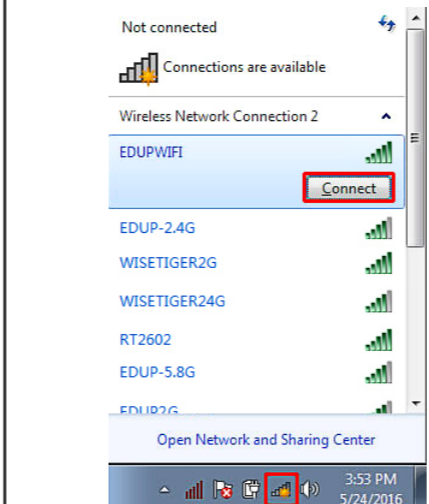 Not connected
Connections are available
Wireless Network Connection 2
EDUPWIFI
Connect
EDUP-2.4G
WISETIGER2G
WISETIGER24G
RT2602
EDUP-5.8G
EDUP2G
Open Network and Sharing Center
3:53 PM
5/24/2016